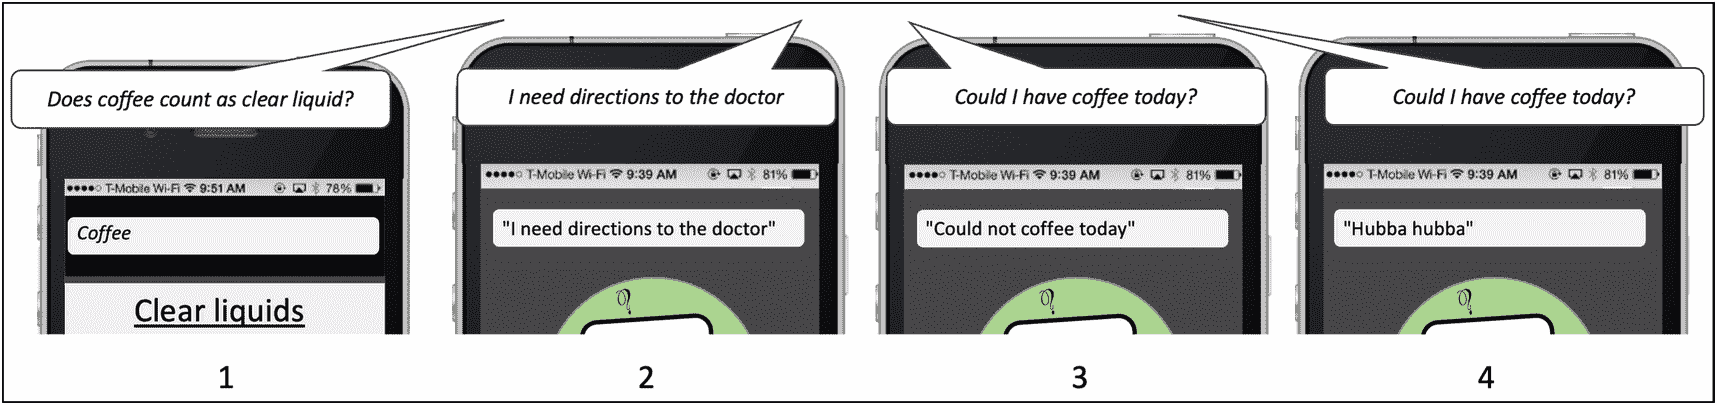 Does coffee count as clear liquid?
I need directions to the doctor
Could I have coffee today?
Could I have coffee today?
T-Mobile Wi-Fi 9:51 AM 78%
Coffee
Clear liquids
T-Mobile Wi-Fi 9:39 AM 81%
"I need directions to the doctor"
T-Mobile Wi-Fi 9:39 AM 81%
"Could not coffee today"
T-Mobile Wi-Fi 9:39 AM 81%
"Hubba hubba"
1
2
3
4